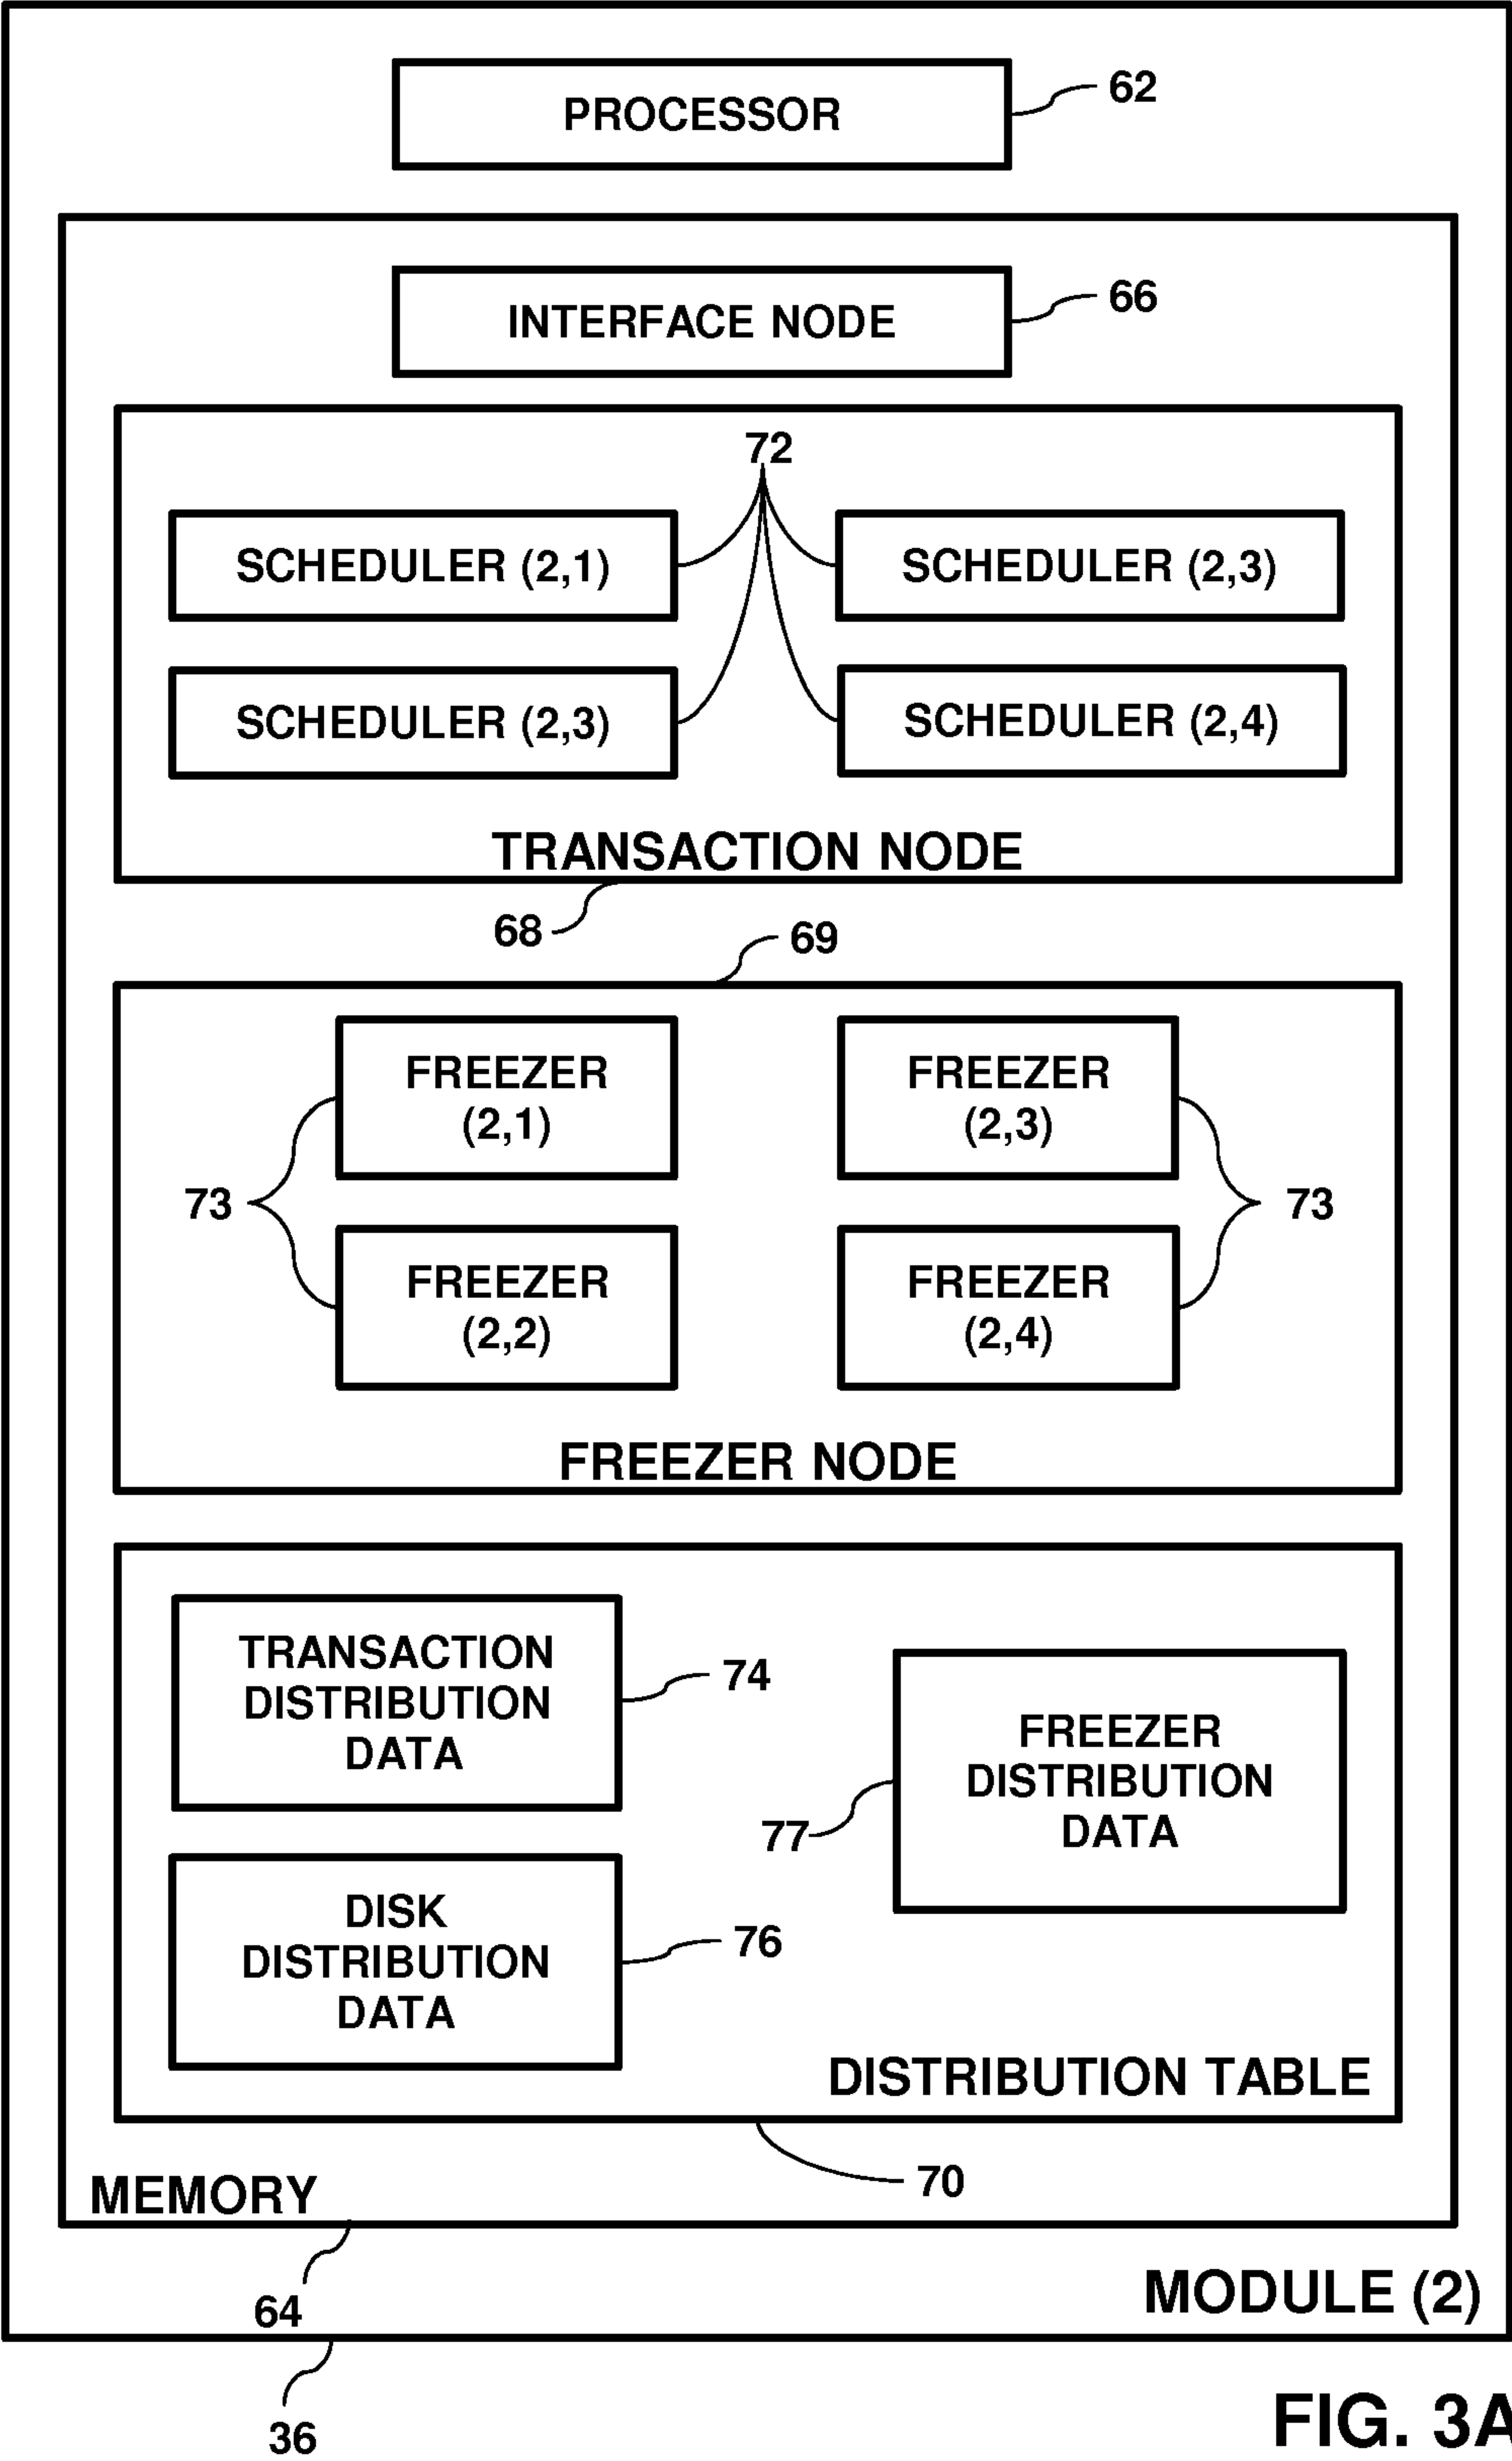 PROCESSOR
62
INTERFACE NODE
66
72
SCHEDULER (2,1)
SCHEDULER (2,3)
SCHEDULER (2,3)
SCHEDULER (2,4)
TRANSACTION NODE
68
69
FREEZER
(2,1)
FREEZER
(2,3)
73
73
FREEZER
(2,2)
FREEZER
(2,4)
FREEZER NODE
TRANSACTION
DISTRIBUTION
DATA
74
FREEZER
DISTRIBUTION
DATA
77
DISK
DISTRIBUTION
DATA
76
DISTRIBUTION TABLE
70
MEMORY
64
MODULE (2)
36
FIG. 3A